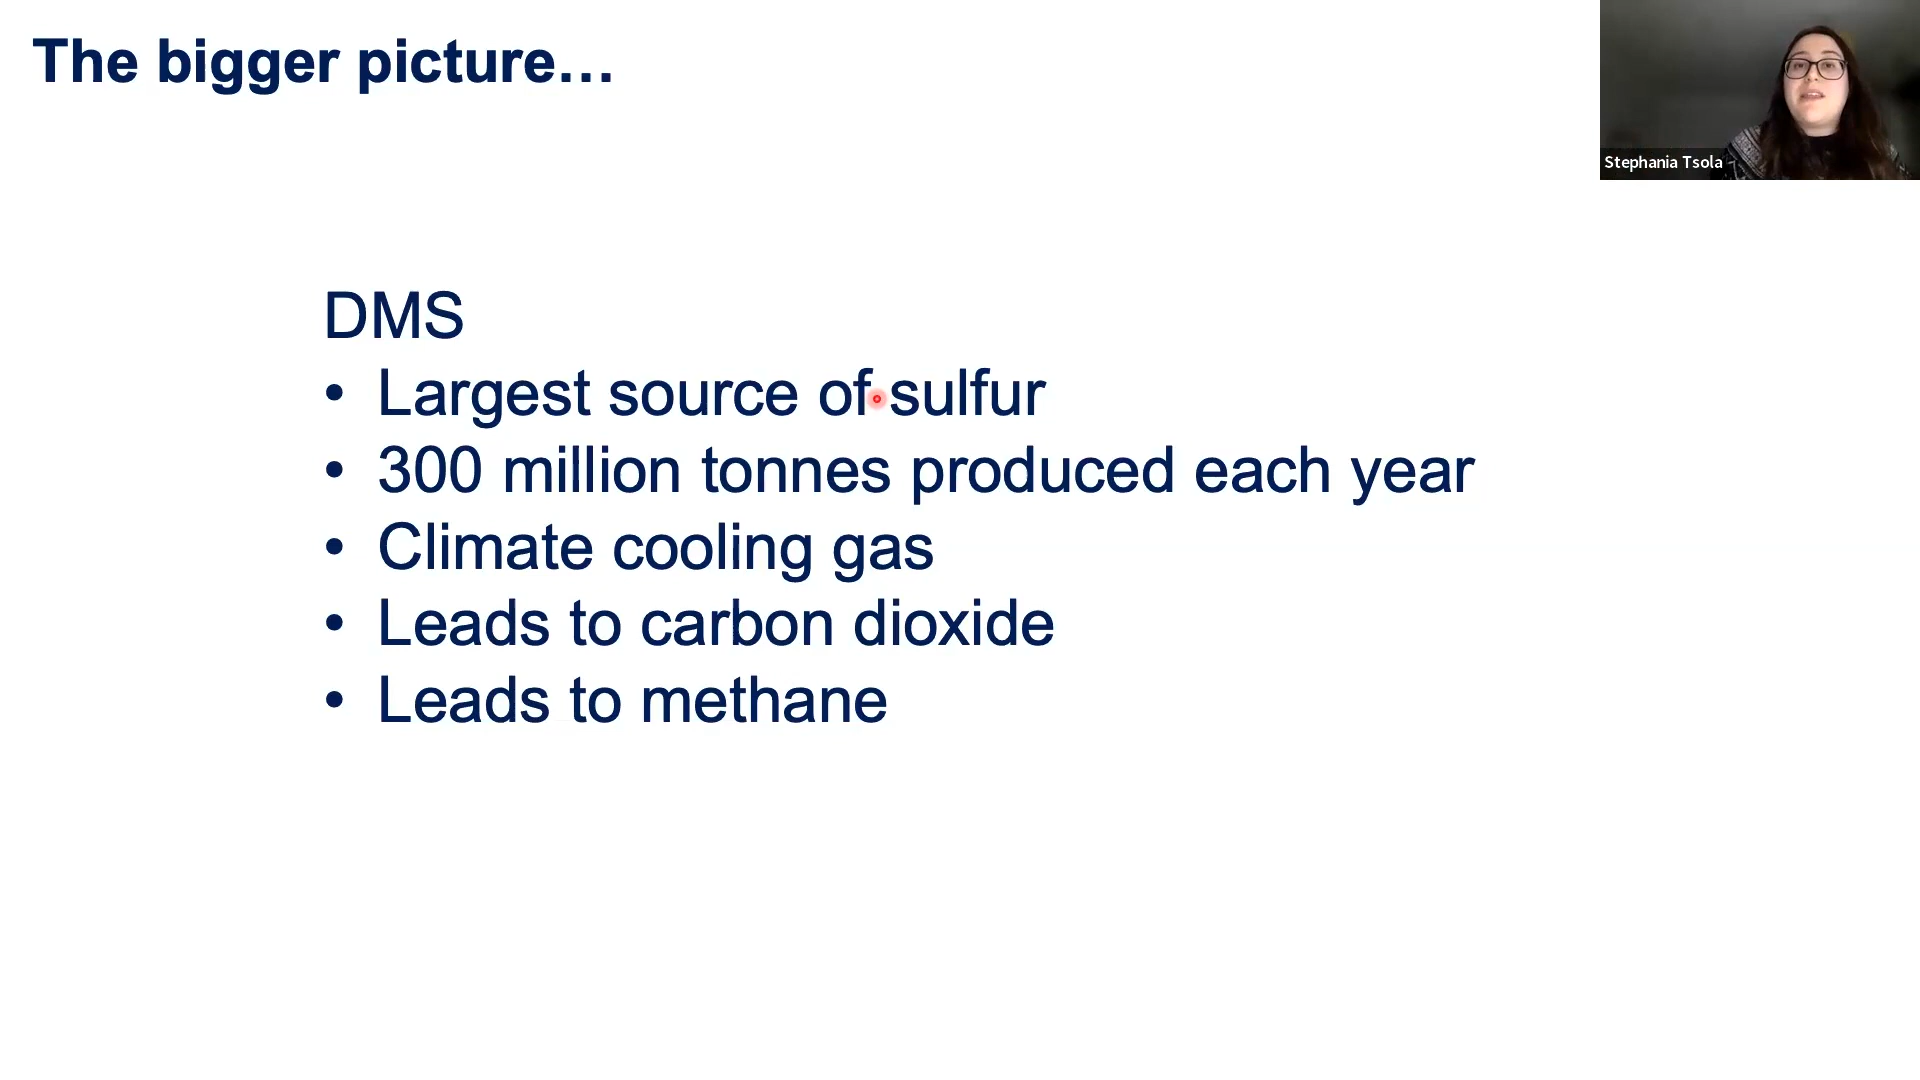 The bigger picture…
Stephania Tsola
DMS
• Largest source of sulfur
• 300 million tonnes produced each year
• Climate cooling gas
• Leads to carbon dioxide
• Leads to methane